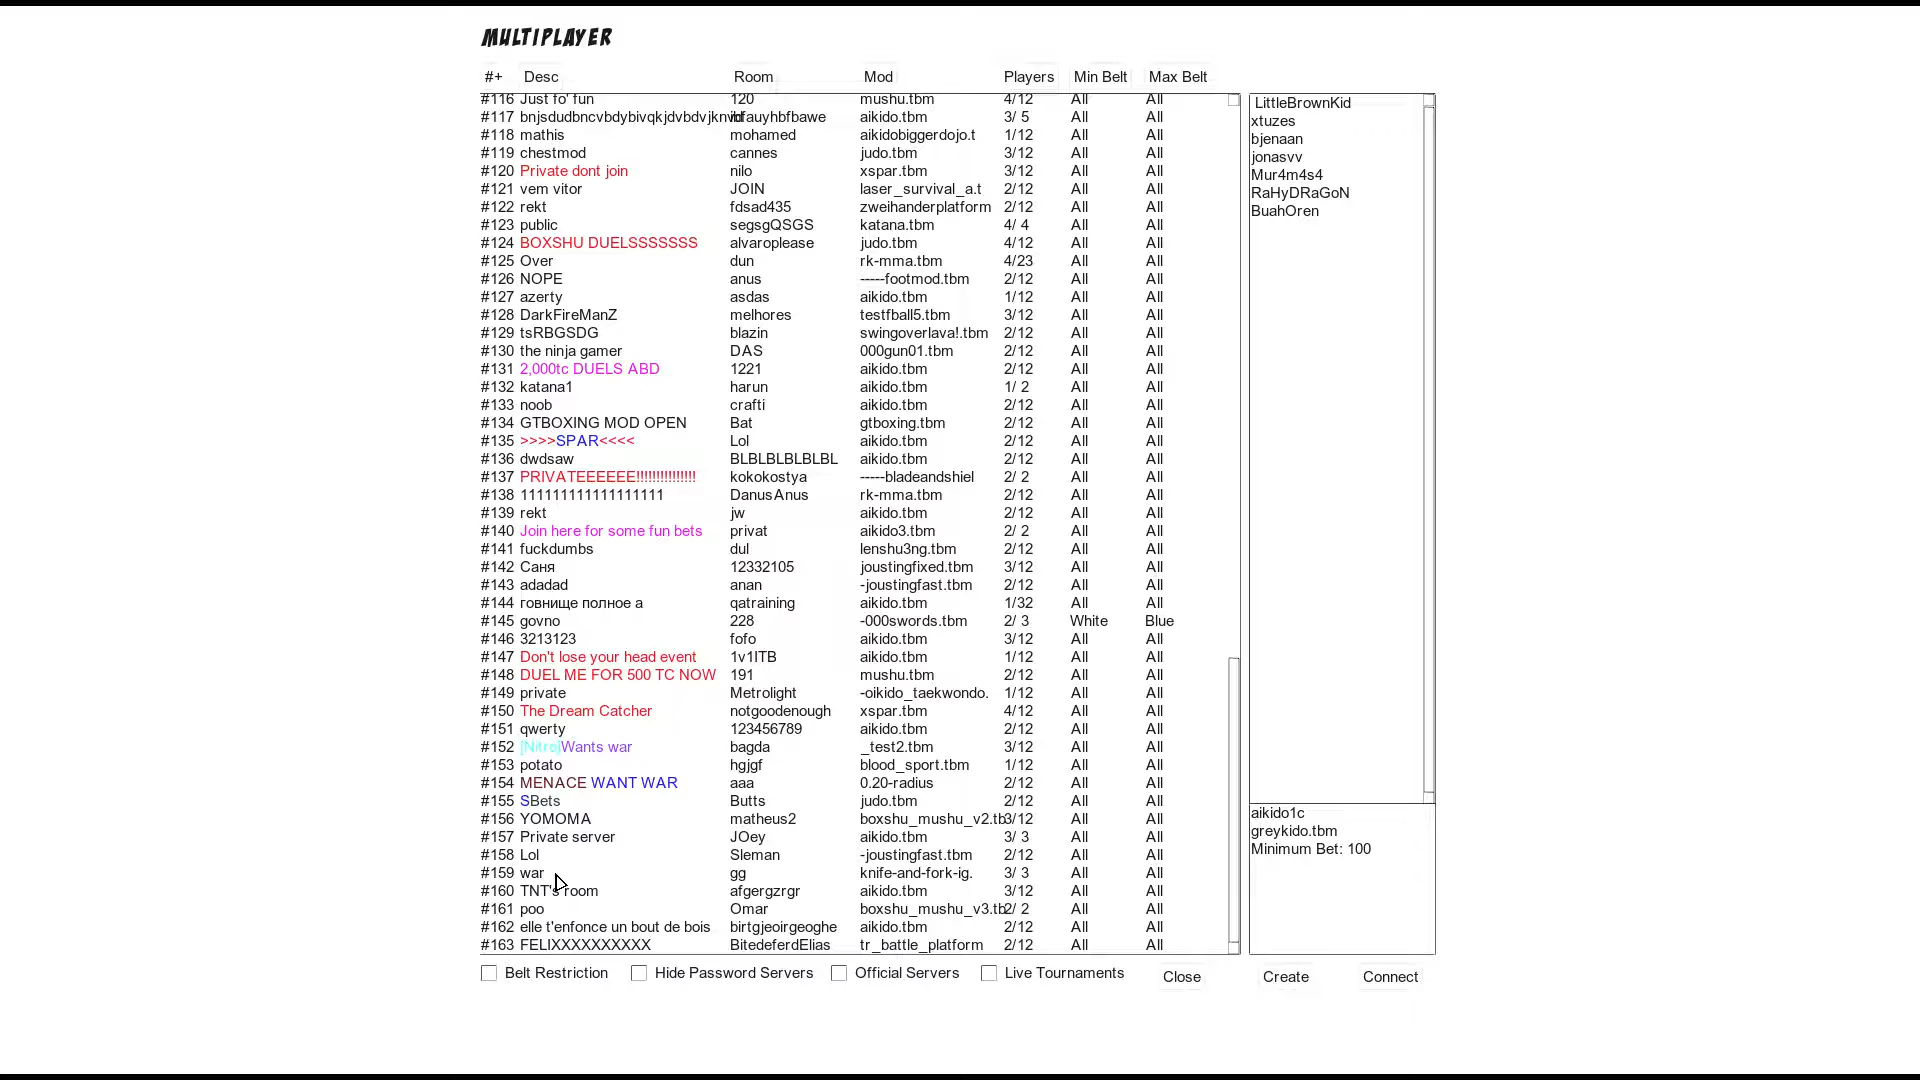 MULTIPLAYER
#+ Desc Room Mod Players Min Belt Max Belt
#116 Just fo' fun 120 mushu.tbm 4/12 All All
#117 bnjsdudbncvbdybivqkjdvbdvjknvbfauyhbfbawe aikido.tbm 3/ 5 All All
#118 mathis mohamed aikidobiggerdojo.t 1/12 All All
#119 chestmod cannes judo.tbm 3/12 All All
#120 Private dont join nilo xspar.tbm 3/12 All All
#121 vem vitor JOIN laser_survival_a.t 2/12 All All
#122 rekt fdsad435 zweihanderplatform 2/12 All All
#123 public segsgQSGS katana.tbm 4/ 4 All All
#124 BOXSHU DUELSSSSSSS alvaroplease judo.tbm 4/12 All All
#125 Over dun rk-mma.tbm 4/23 All All
#126 NOPE anus -----footmod.tbm 2/12 All All
#127 azerty asdas aikido.tbm 1/12 All All
#128 DarkFireManZ melhores testfball5.tbm 3/12 All All
#129 tsRBGSDG blazin swingoverlava!.tbm 2/12 All All
#130 the ninja gamer DAS 000gun01.tbm 2/12 All All
#131 2,000tc DUELS ABD 1221 aikido.tbm 2/12 All All
#132 katana1 harun aikido.tbm 1/ 2 All All
#133 noob crafti aikido.tbm 2/12 All All
#134 GTBOXING MOD OPEN Bat gtboxing.tbm 2/12 All All
#135 >>>>SPAR<<<< Lol aikido.tbm 2/12 All All
#136 dwdsaw BLBLBLBLBLBL aikido.tbm 2/12 All All
#137 PRIVATEEEEEE!!!!!!!!!!!!!!! kokokostya -----bladeandshiel 2/ 2 All All
#138 111111111111111111 DanusAnus rk-mma.tbm 2/12 All All
#139 rekt jw aikido.tbm 2/12 All All
#140 Join here for some fun bets privat aikido3.tbm 2/ 2 All All
#141 fuckdumbs dul lenshu3ng.tbm 2/12 All All
#142 Саня 12332105 joustingfixed.tbm 3/12 All All
#143 adadad anan -joustingfast.tbm 2/12 All All
#144 говнище полное а qatraining aikido.tbm 1/32 All All
#145 govno 228 -000swords.tbm 2/ 3 White Blue
#146 3213123 fofo aikido.tbm 3/12 All All
#147 Don't lose your head event 1v1ITB aikido.tbm 1/12 All All
#148 DUEL ME FOR 500 TC NOW 191 mushu.tbm 2/12 All All
#149 private Metrolight -oikido_taekwondo. 1/12 All All
#150 The Dream Catcher notgoodenough xspar.tbm 4/12 All All
#151 qwerty 123456789 aikido.tbm 2/12 All All
#152 [Nitro]Wants war bagda _test2.tbm 3/12 All All
#153 potato hgjgf blood_sport.tbm 1/12 All All
#154 MENACE WANT WAR aaa 0.20-radius 2/12 All All
#155 SBets Butts judo.tbm 2/12 All All
#156 YOMOMA matheus2 boxshu_mushu_v2.tb 3/12 All All
#157 Private server JOey aikido.tbm 3/ 3 All All
#158 Lol Sleman -joustingfast.tbm 2/12 All All
#159 war gg knife-and-fork-ig. 3/ 3 All All
#160 TNT's room afgergzrgr aikido.tbm 3/12 All All
#161 poo Omar boxshu_mushu_v3.tb 2/ 2 All All
#162 elle t'enfonce un bout de bois birtgjeoirgeoghe aikido.tbm 2/12 All All
#163 FELIXXXXXXXXXX BitedeferdElias tr_battle_platform 2/12 All All
LittleBrownKid
xtuzes
bjenaan
jonasvv
Mur4m4s4
RaHyDRaGoN
BuahOren
aikido1c
greykido.tbm
Minimum Bet: 100
Belt Restriction Hide Password Servers Official Servers Live Tournaments Close Create Connect